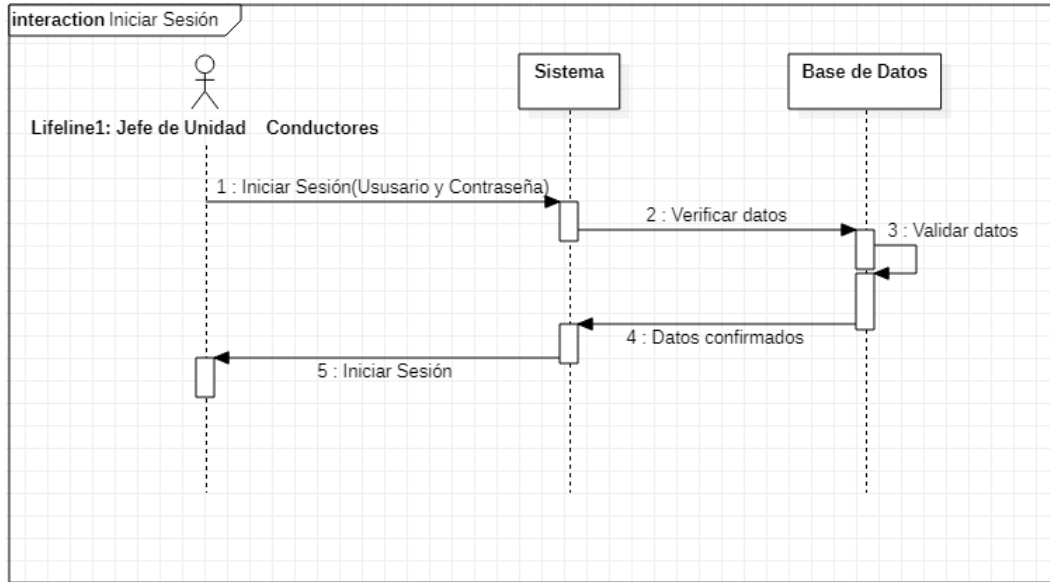 interaction Iniciar Sesión
Sistema
Base de Datos
Lifeline1: Jefe de Unidad Conductores
1 : Iniciar Sesión(Ususario y Contraseña)
2 : Verificar datos
3 : Validar datos
4 : Datos confirmados
5 : Iniciar Sesión